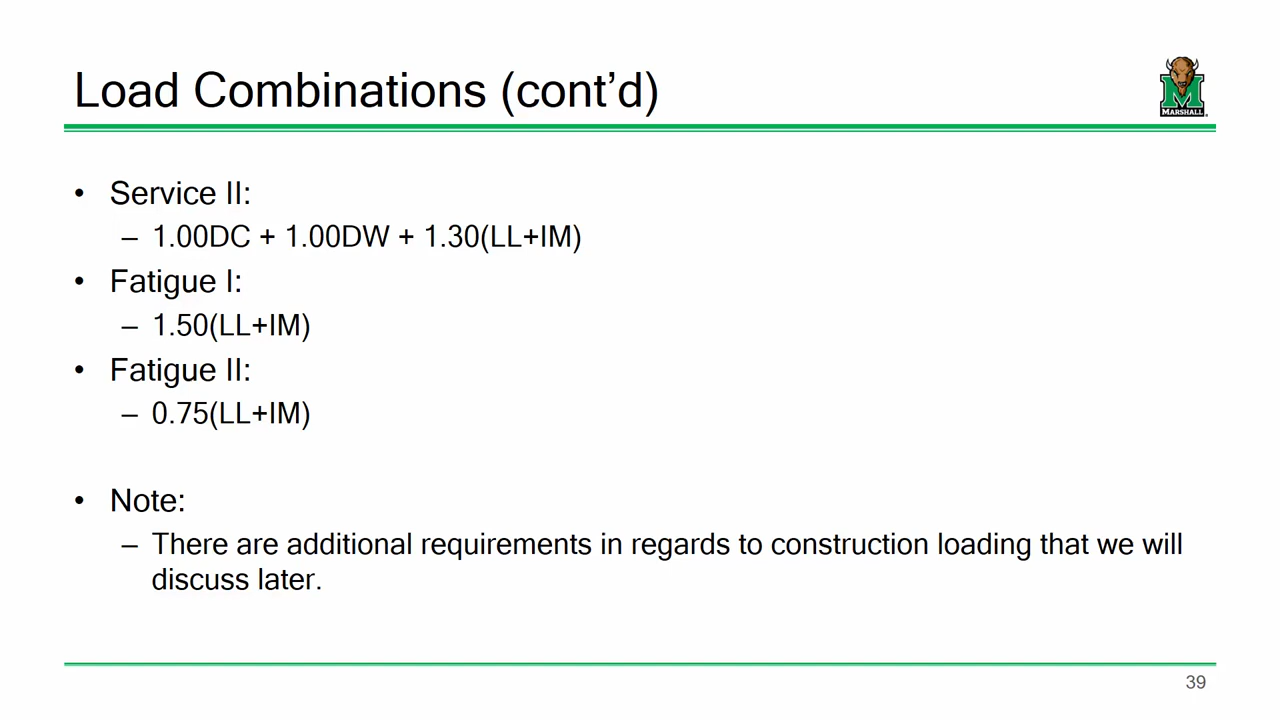 Load Combinations (cont’d)
MARSHALL
• Service II:
– 1.00DC + 1.00DW + 1.30(LL+IM)
• Fatigue I:
– 1.50(LL+IM)
• Fatigue II:
– 0.75(LL+IM)
• Note:
– There are additional requirements in regards to construction loading that we will
discuss later.
39